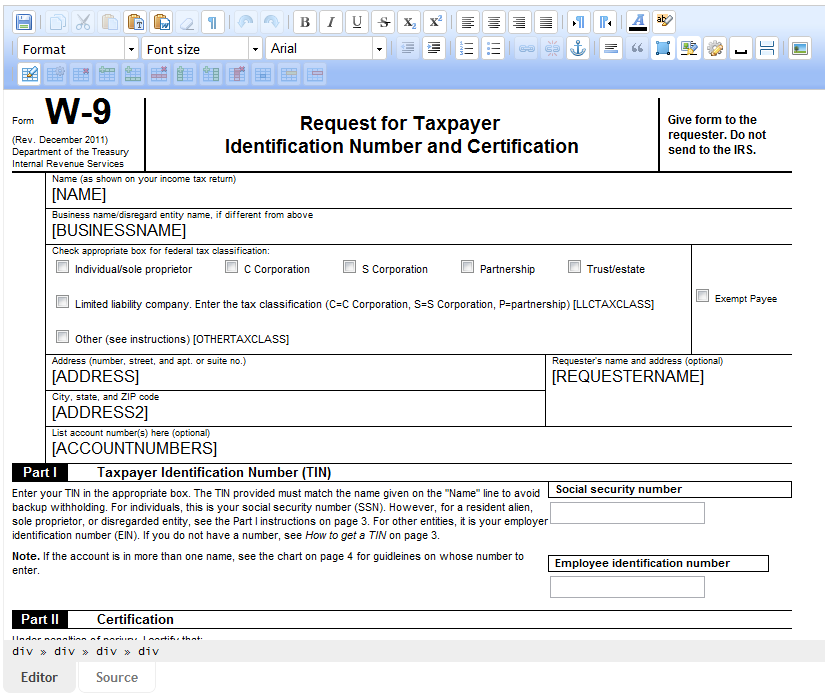 B I U S X₂ X² A
Format Font size Arial
Form W-9
(Rev. December 2011)
Department of the Treasury
Internal Revenue Services
Request for Taxpayer
Identification Number and Certification
Give form to the
requester. Do not
send to the IRS.
Name (as shown on your income tax return)
[NAME]
Business name/disregard entity name, if different from above
[BUSINESSNAME]
Check appropriate box for federal tax classification:
Individual/sole proprietor C Corporation S Corporation Partnership Trust/estate
Limited liability company. Enter the tax classification (C=C Corporation, S=S Corporation, P=partnership) [LLCTAXCLASS]
Exempt Payee
Other (see instructions) [OTHERTAXCLASS]
Address (number, street, and apt. or suite no.)
[ADDRESS]
Requester's name and address (optional)
[REQUESTERNAME]
City, state, and ZIP code
[ADDRESS2]
List account number(s) here (optional)
[ACCOUNTNUMBERS]
Part I Taxpayer Identification Number (TIN)
Enter your TIN in the appropriate box. The TIN provided must match the name given on the "Name" line to avoid
backup withholding. For individuals, this is your social security number (SSN). However, for a resident alien,
sole proprietor, or disregarded entity, see the Part I instructions on page 3. For other entities, it is your employer
identification number (EIN). If you do not have a number, see How to get a TIN on page 3.
Social security number
Note. If the account is in more than one name, see the chart on page 4 for guidleines on whose number to
enter.
Employee identification number
Part II Certification
Under penalties of perjury, I certify that:
div » div » div » div
Editor Source